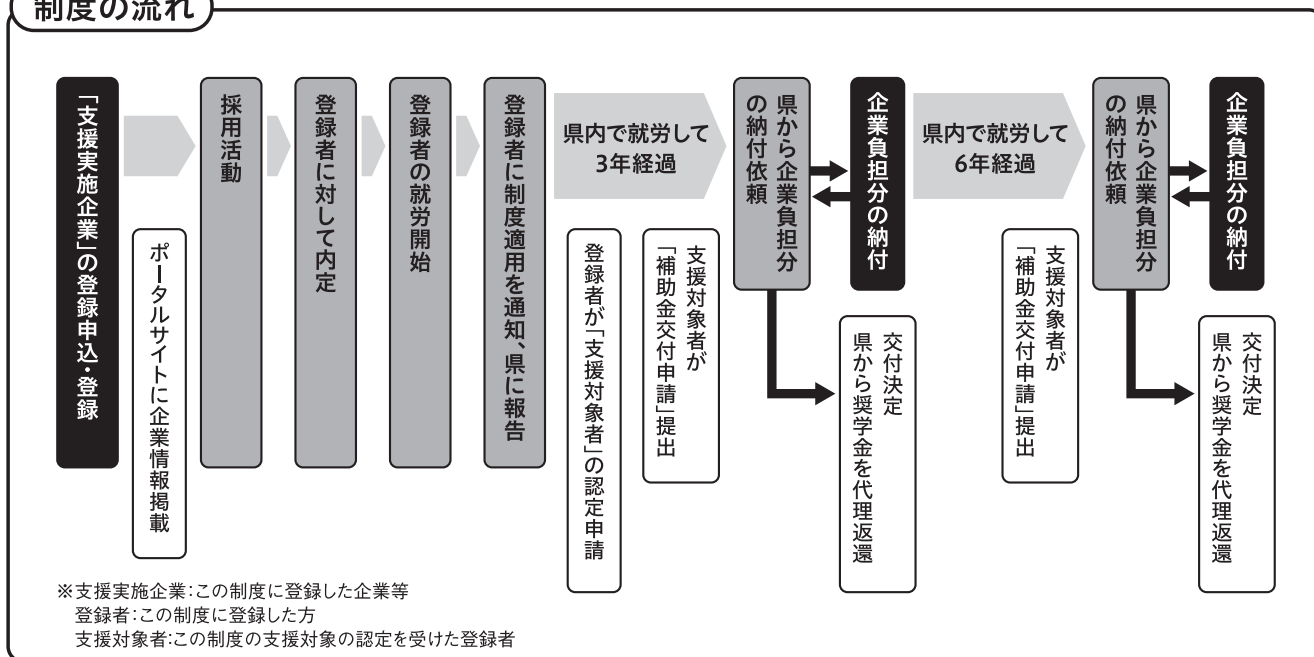 制度の流れ
「支援実施企業」の登録申込・登録
ポータルサイトに企業情報掲載
採用活動
登録者に対して内定
登録者の就労開始
登録者に制度適用を通知、県に報告
県内で就労して
3年経過
登録者が「支援対象者」の認定申請
支援対象者が
「補助金交付申請」提出
県から企業負担分
の納付依頼
企業負担分の納付
交付決定
県から奨学金を代理返還
県内で就労して
6年経過
支援対象者が
「補助金交付申請」提出
県から企業負担分
の納付依頼
企業負担分の納付
交付決定
県から奨学金を代理返還
※支援実施企業:この制度に登録した企業等
登録者:この制度に登録した方
支援対象者:この制度の支援対象の認定を受けた登録者